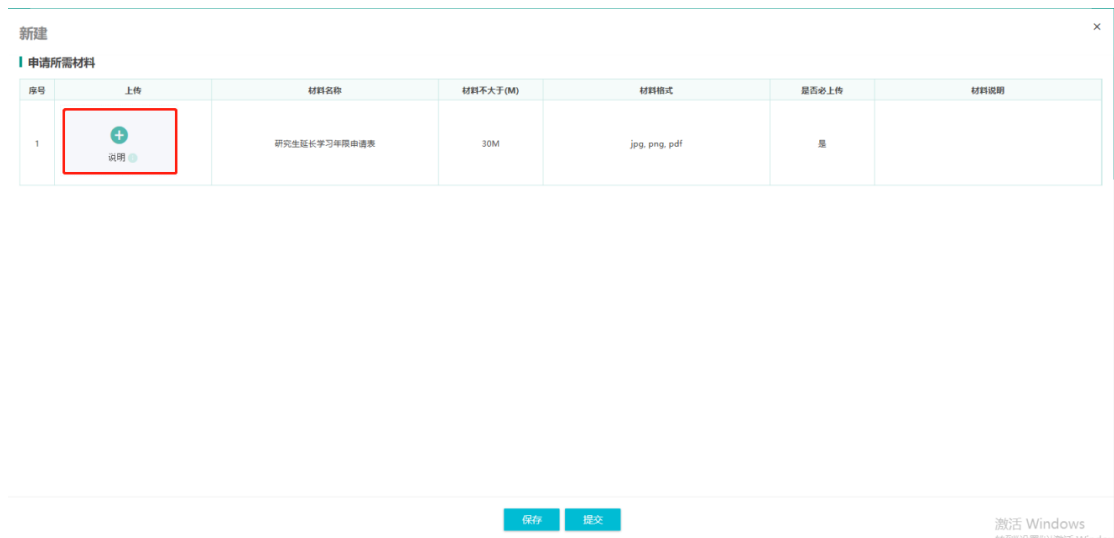 新建
×
申请所需材料
序号 上传 材料名称 材料不大于(M) 材料格式 是否必上传 材料说明
1 研究生延长学习年限申请表 30M jpg, png, pdf 是
说明
保存 提交
激活 Windows